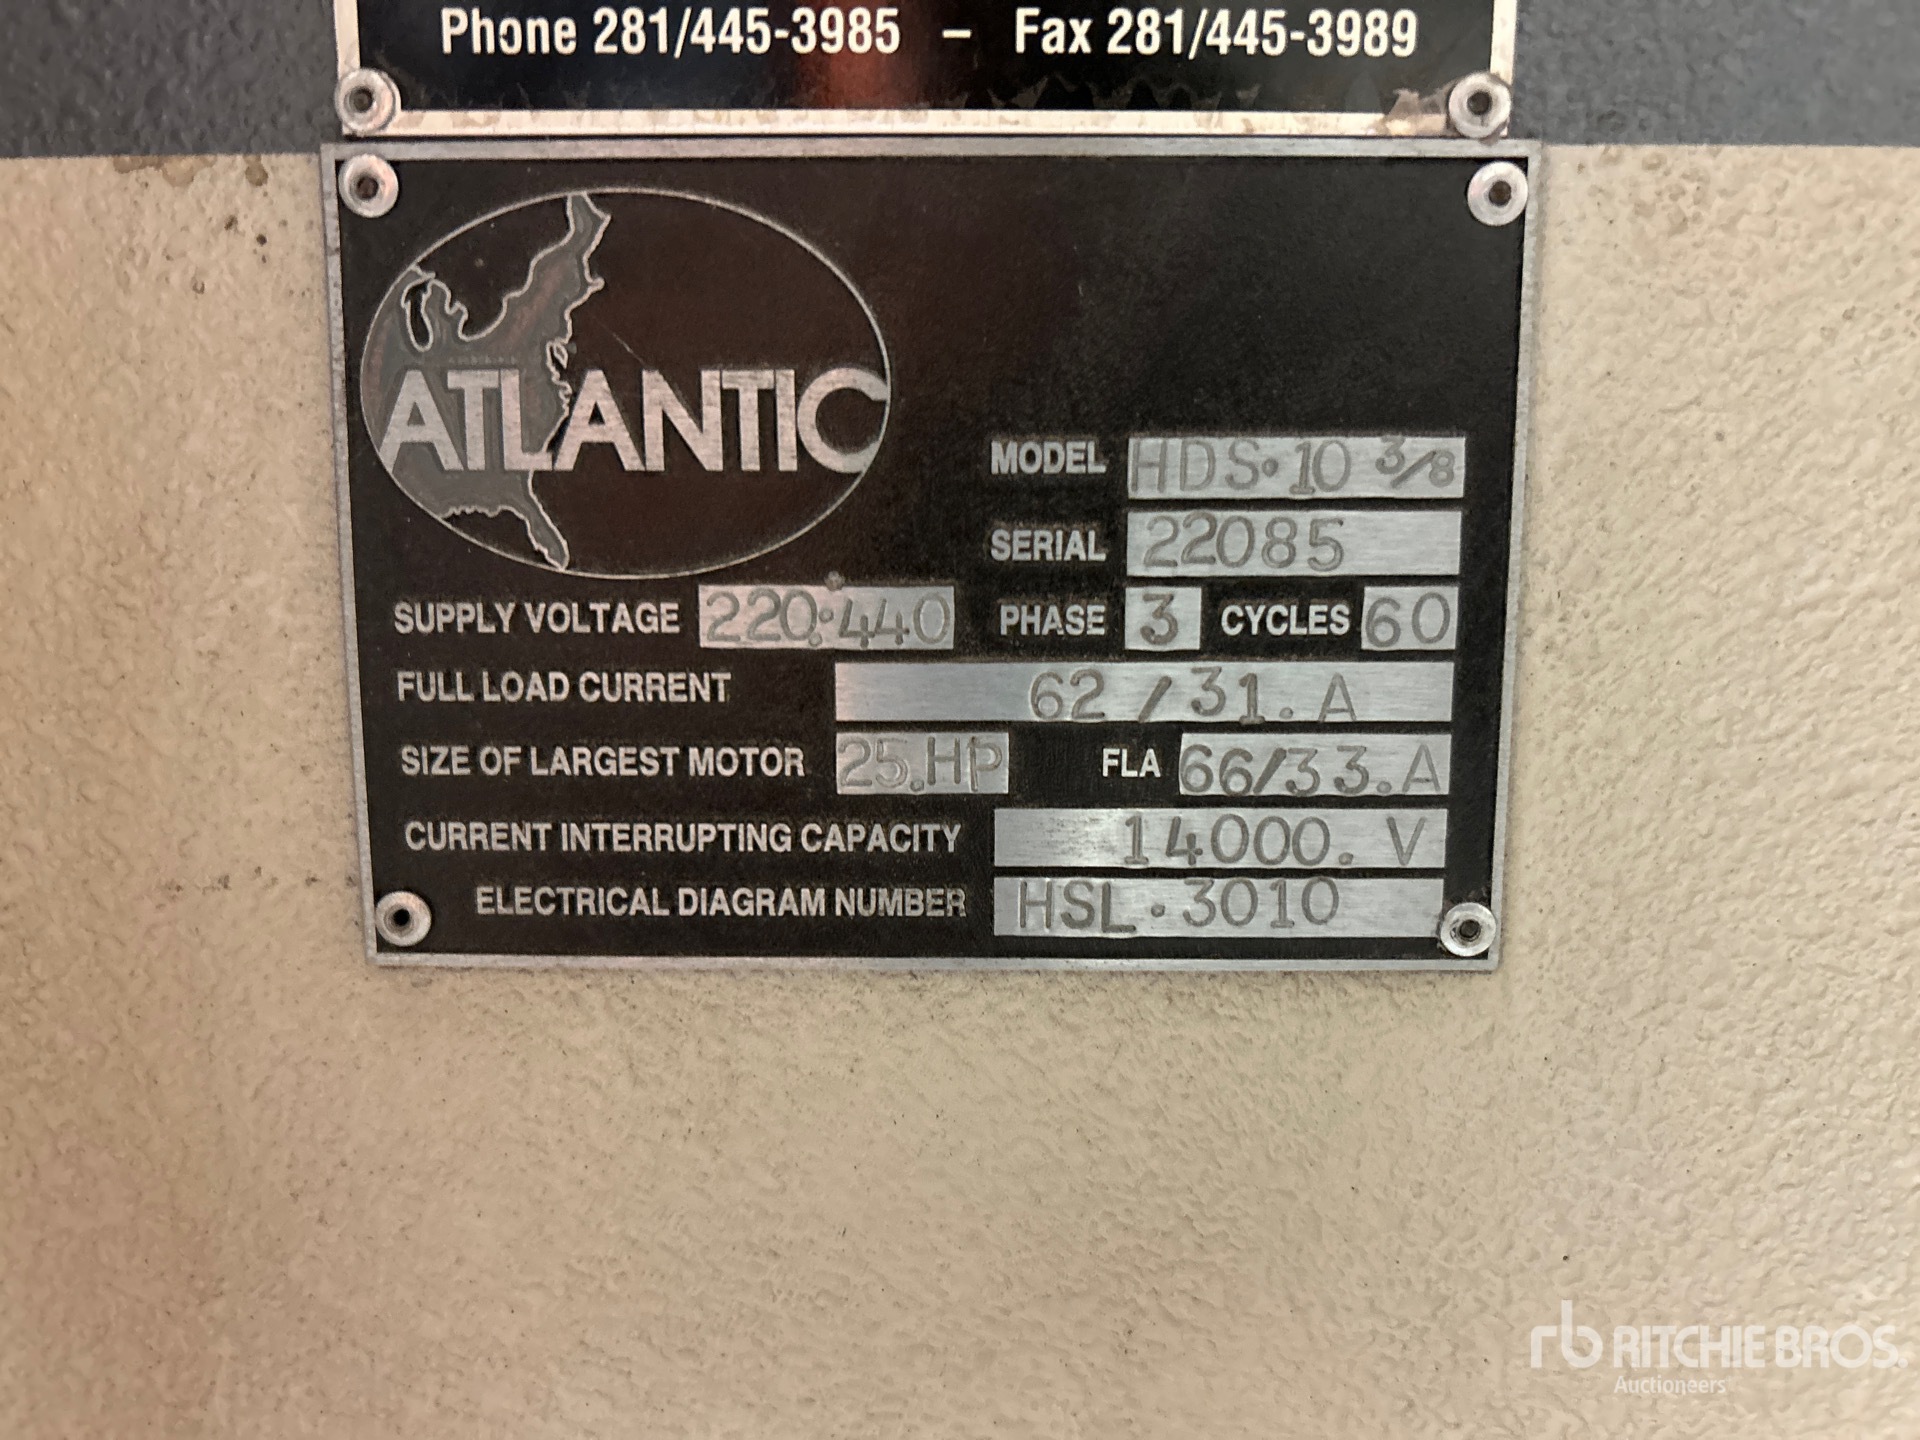 Phone 281/445-3985 – Fax 281/445-3989
ATLANTIC
MODEL HDS·10 3/8
SERIAL 22085
SUPPLY VOLTAGE 220:440 PHASE 3 CYCLES 60
FULL LOAD CURRENT 62/31.A
SIZE OF LARGEST MOTOR 25.HP FLA 66/33.A
CURRENT INTERRUPTING CAPACITY 14000. V
ELECTRICAL DIAGRAM NUMBER HSL·3010
rb RITCHIE BROS.
Auctioneers